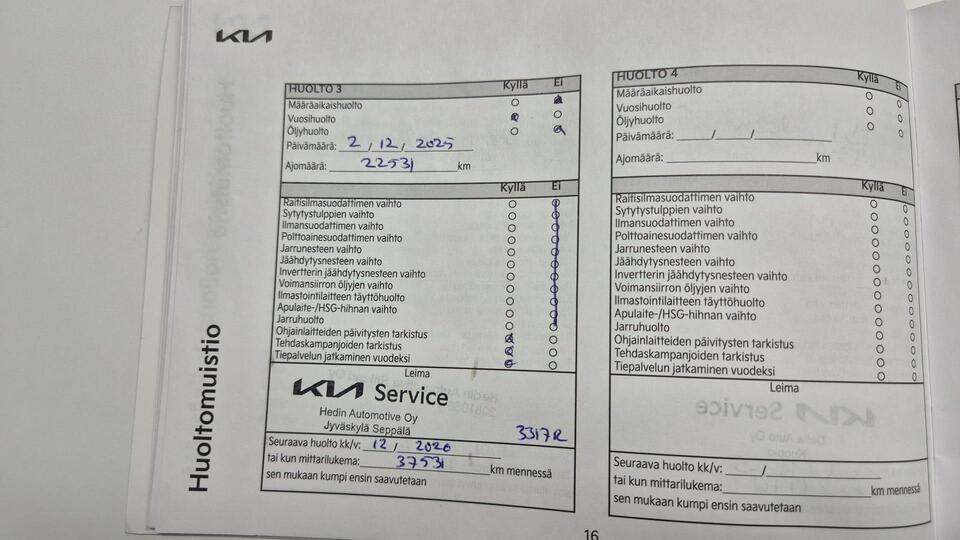 KIA
HUOLTO 3 Kyllä Ei
Määräaikaishuolto
Vuosihuolto
Öljyhuolto
Päivämäärä: 2 / 12 / 2025
Ajomäärä: 22531 km
Kyllä Ei
Raitisilmasuodattimen vaihto
Sytytystulppien vaihto
Ilmansuodattimen vaihto
Polttoainesuodattimen vaihto
Jarrunesteen vaihto
Jäähdytysnesteen vaihto
Invertterin jäähdytysnesteen vaihto
Voimansiirron öljyjen vaihto
Ilmastointilaitteen täyttöhuolto
Apulaite-/HSG-hihnan vaihto
Jarruhuolto
Ohjainlaitteiden päivitysten tarkistus
Tehdaskampanjoiden tarkistus
Tiepalvelun jatkaminen vuodeksi
Leima
KIA Service
Hedin Automotive Oy
Jyväskylä Seppälä
3317R
Seuraava huolto kk/v: 12 / 2026
tai kun mittarilukema: 37531 km mennessä
sen mukaan kumpi ensin saavutetaan
HUOLTO 4 Kyllä Ei
Määräaikaishuolto
Vuosihuolto
Öljyhuolto
Päivämäärä: / /
Ajomäärä: km
Kyllä Ei
Raitisilmasuodattimen vaihto
Sytytystulppien vaihto
Ilmansuodattimen vaihto
Polttoainesuodattimen vaihto
Jarrunesteen vaihto
Jäähdytysnesteen vaihto
Invertterin jäähdytysnesteen vaihto
Voimansiirron öljyjen vaihto
Ilmastointilaitteen täyttöhuolto
Apulaite-/HSG-hihnan vaihto
Jarruhuolto
Ohjainlaitteiden päivitysten tarkistus
Tehdaskampanjoiden tarkistus
Tiepalvelun jatkaminen vuodeksi
Leima
Seuraava huolto kk/v: /
tai kun mittarilukema: km mennessä
sen mukaan kumpi ensin saavutetaan
Huoltomuistio
16